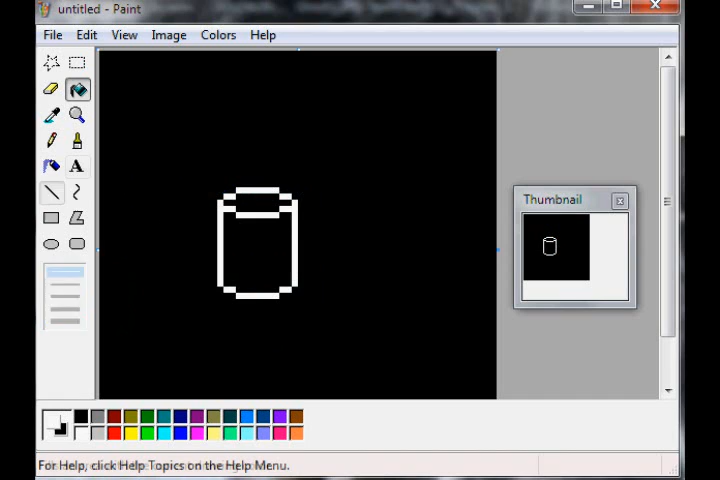 untitled - Paint
File Edit View Image Colors Help
A
Thumbnail
For Help, click Help Topics on the Help Menu.